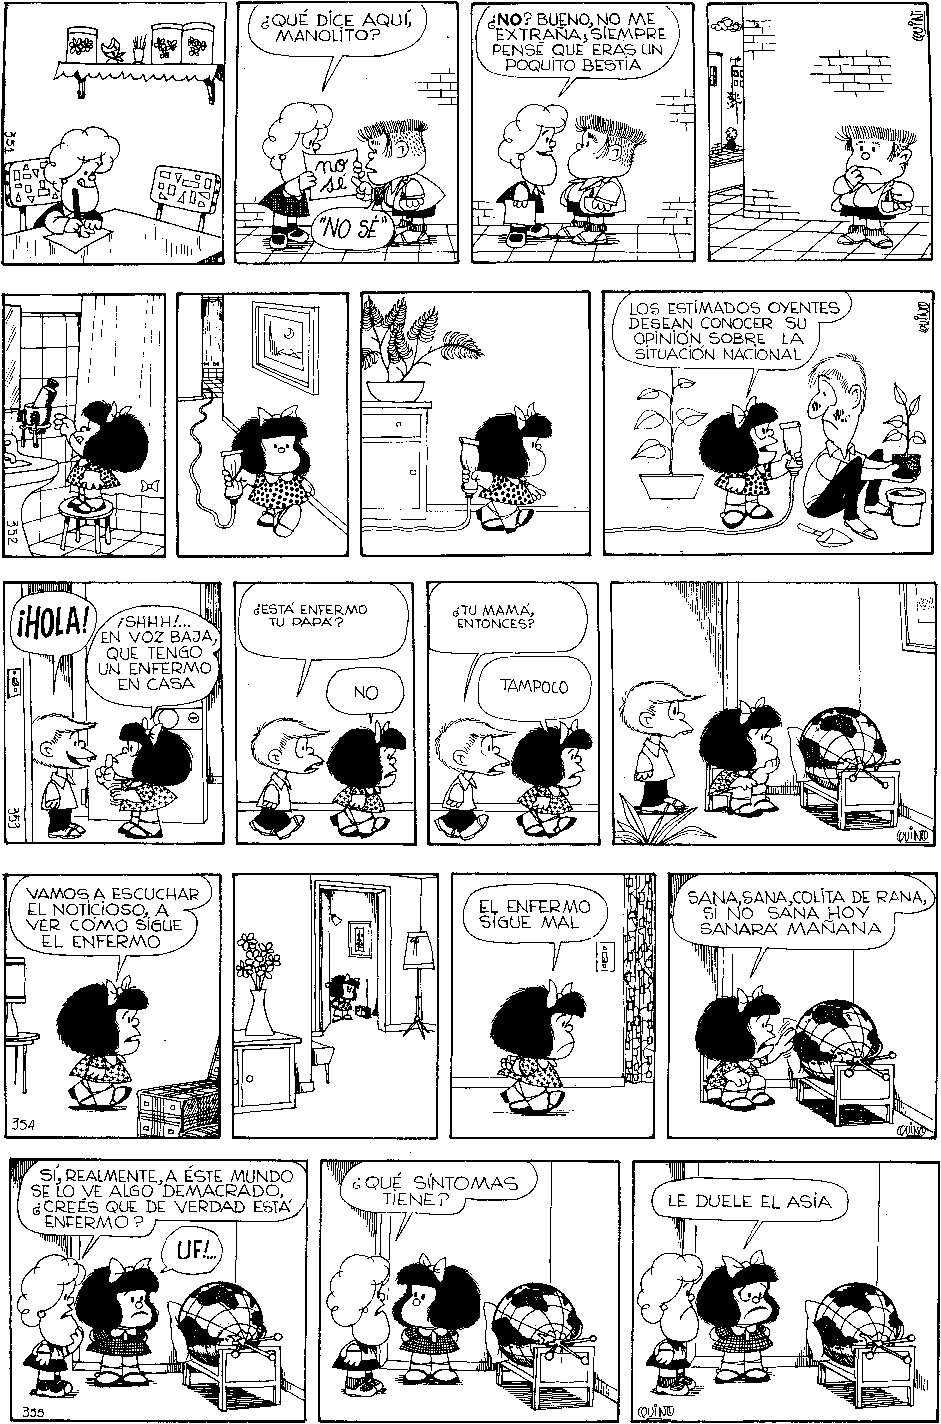 351
¿QUÉ DICE AQUÍ,
MANOLITO?
no
sé
"NO SÉ"
¿NO? BUENO, NO ME
EXTRAÑA, SIEMPRE
PENSÉ QUE ERAS UN
POQUITO BESTIA
QUINO
352
LOS ESTIMADOS OYENTES
DESEAN CONOCER SU
OPINIÓN SOBRE LA
SITUACIÓN NACIONAL
QUINO
353
¡HOLA!
¡SHHH!...
EN VOZ BAJA,
QUE TENGO
UN ENFERMO
EN CASA
¿ESTÁ ENFERMO
TU PAPÁ?
NO
¿TU MAMÁ,
ENTONCES?
TAMPOCO
QUINO
VAMOS A ESCUCHAR
EL NOTICIOSO, A
VER CÓMO SIGUE
EL ENFERMO
354
EL ENFERMO
SIGUE MAL
SANA, SANA, COLITA DE RANA,
SI NO SANA HOY
SANARÁ MAÑANA
QUINO
SÍ, REALMENTE, A ÉSTE MUNDO
SE LO VE ALGO DEMACRADO,
¿CREÉS QUE DE VERDAD ESTÁ
ENFERMO?
UF!...
355
¿QUÉ SÍNTOMAS
TIENE?
LE DUELE EL ASIA
QUINO